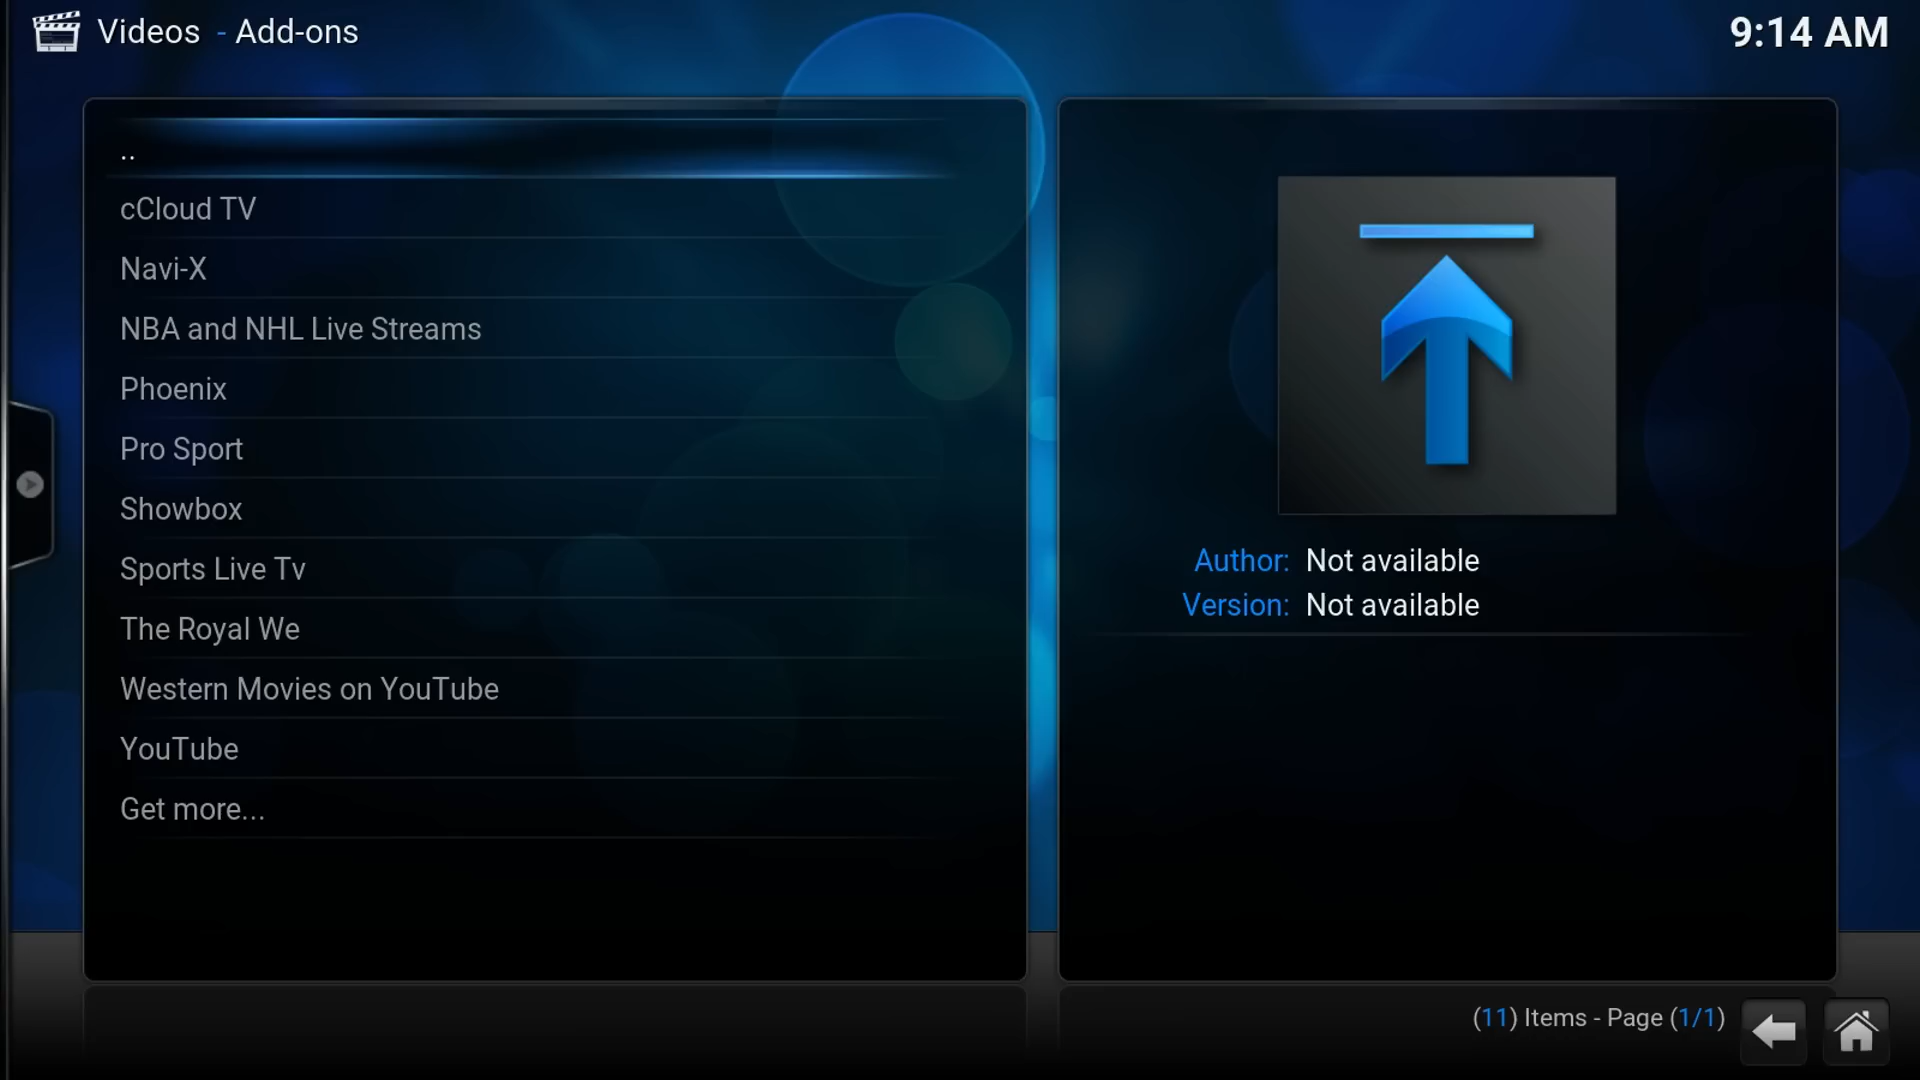 Videos - Add-ons
9:14 AM
..
cCloud TV
Navi-X
NBA and NHL Live Streams
Phoenix
Pro Sport
Showbox
Sports Live Tv
The Royal We
Western Movies on YouTube
YouTube
Get more...
Author: Not available
Version: Not available
(11) Items - Page (1/1)